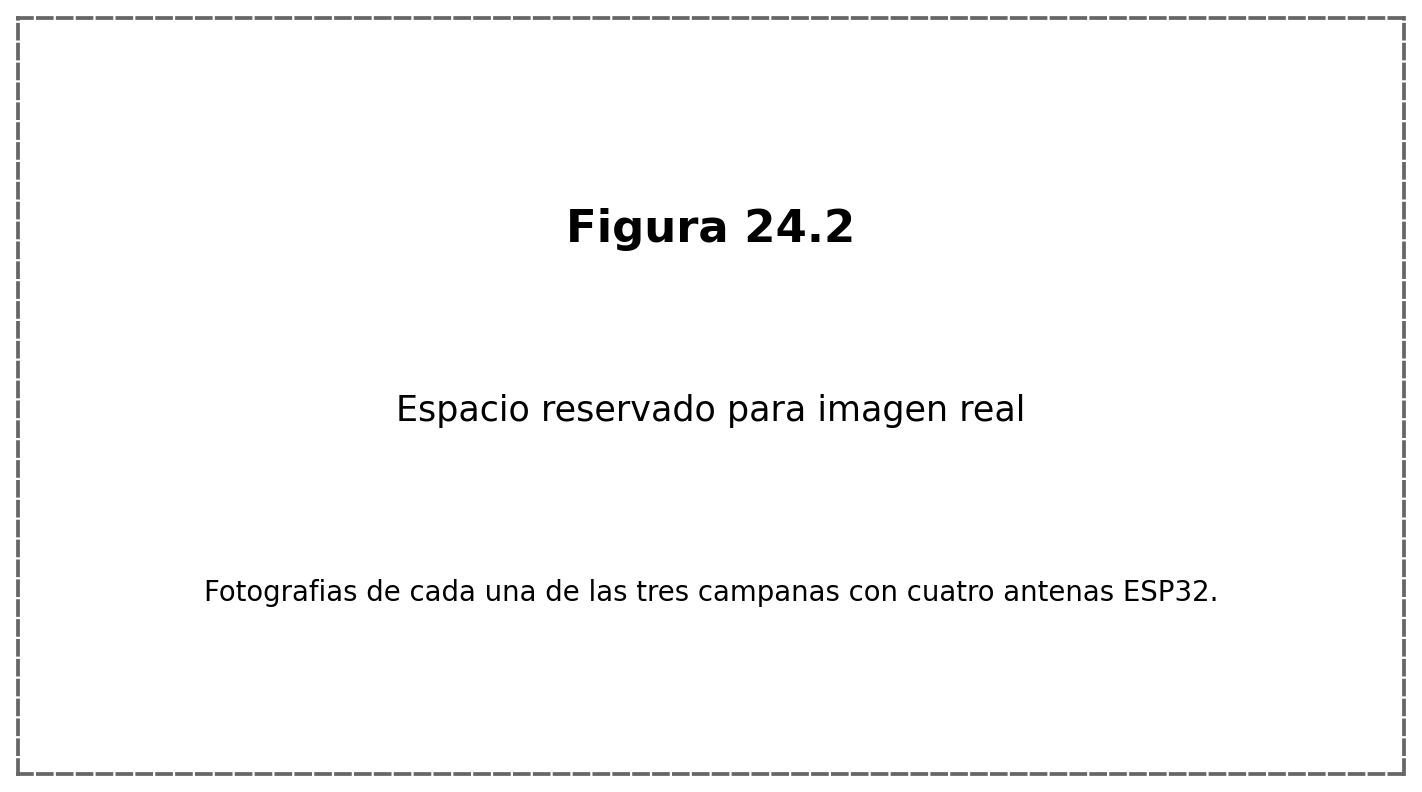 Figura 24.2
Espacio reservado para imagen real
Fotografias de cada una de las tres campanas con cuatro antenas ESP32.